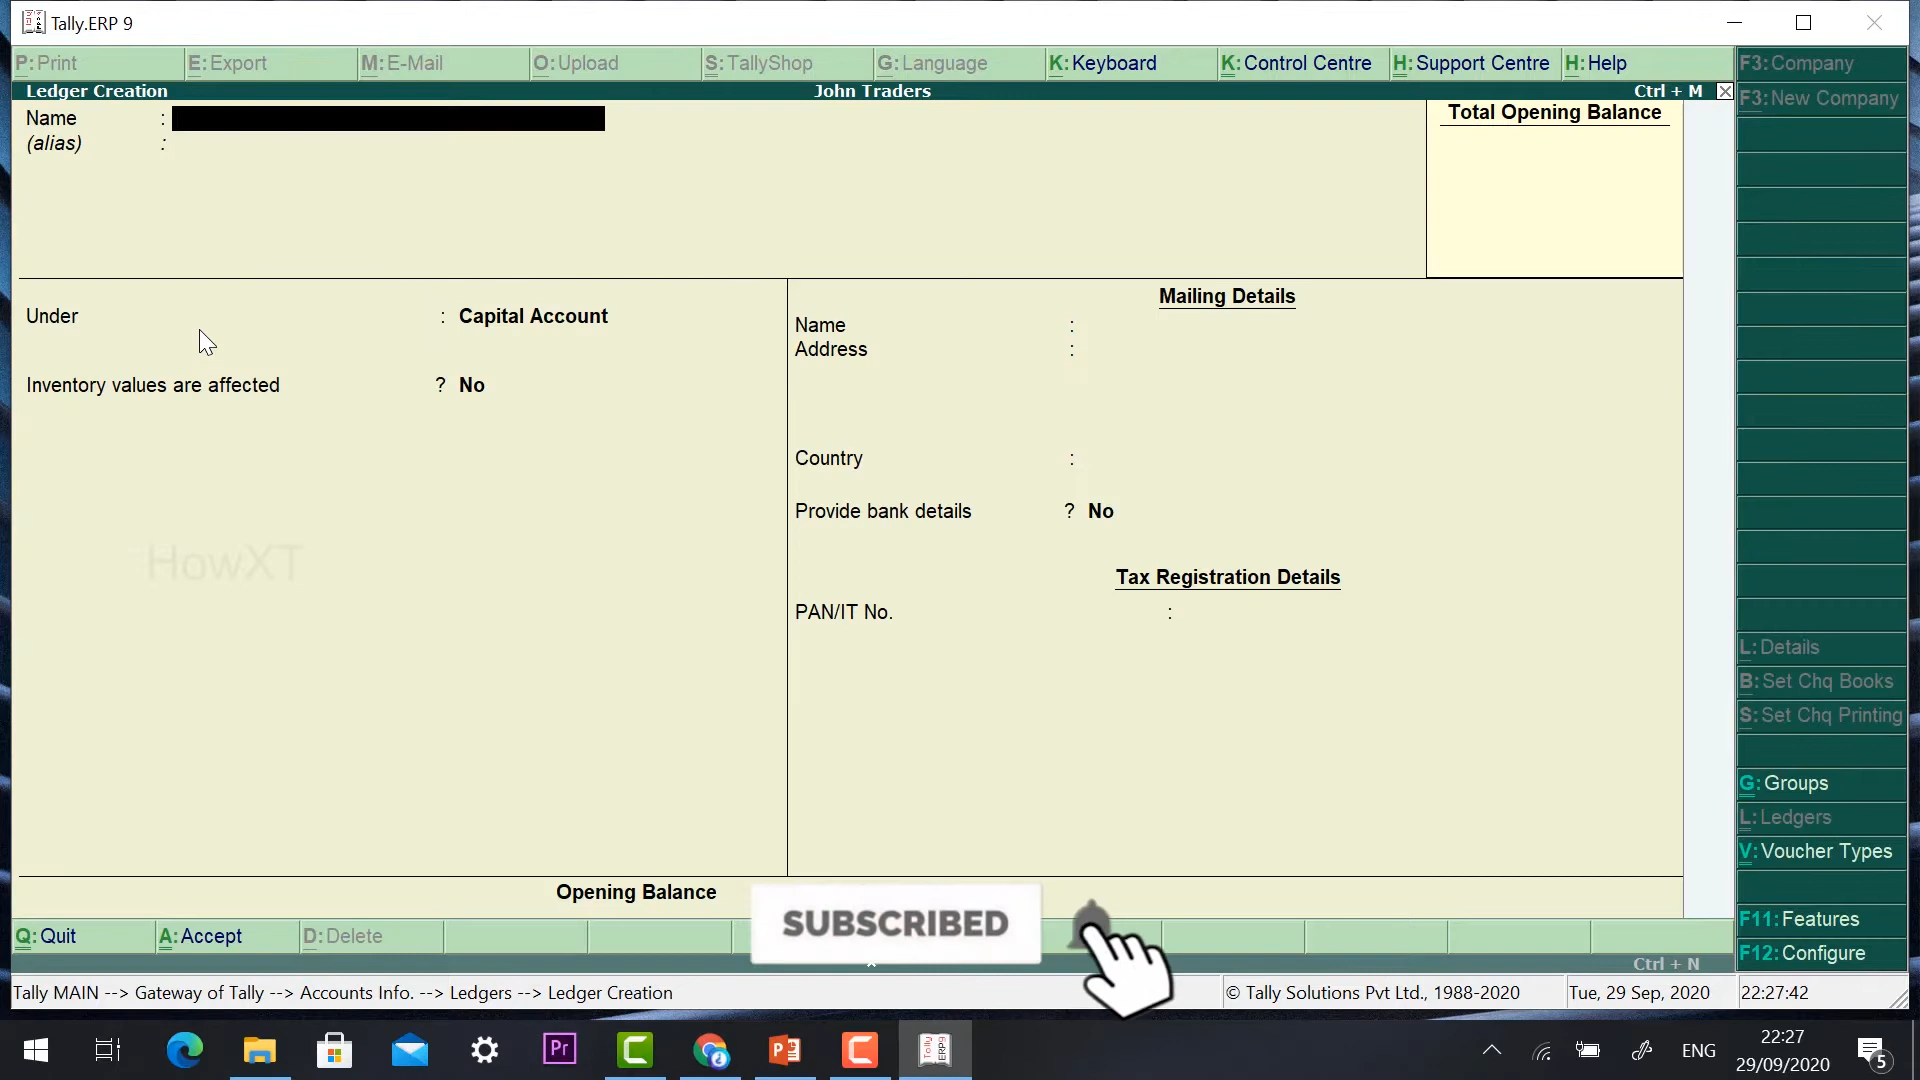 Tally.ERP 9
P: Print E: Export M: E-Mail O: Upload S: TallyShop G: Language K: Keyboard K: Control Centre H: Support Centre H: Help
Ledger Creation John Traders Ctrl + M
Name :
(alias) :
Total Opening Balance
Under : Capital Account
Inventory values are affected ? No
Mailing Details
Name :
Address :
Country :
Provide bank details ? No
Tax Registration Details
PAN/IT No. :
HowXT
Opening Balance
SUBSCRIBED
Q: Quit A: Accept D: Delete
Ctrl + N
F3: Company
F3: New Company
L: Details
B: Set Chq Books
S: Set Chq Printing
G: Groups
L: Ledgers
V: Voucher Types
F11: Features
F12: Configure
Tally MAIN --> Gateway of Tally --> Accounts Info. --> Ledgers --> Ledger Creation
© Tally Solutions Pvt Ltd., 1988-2020 Tue, 29 Sep, 2020 22:27:42
Pr
Tally ERP9
ENG
22:27
29/09/2020
5